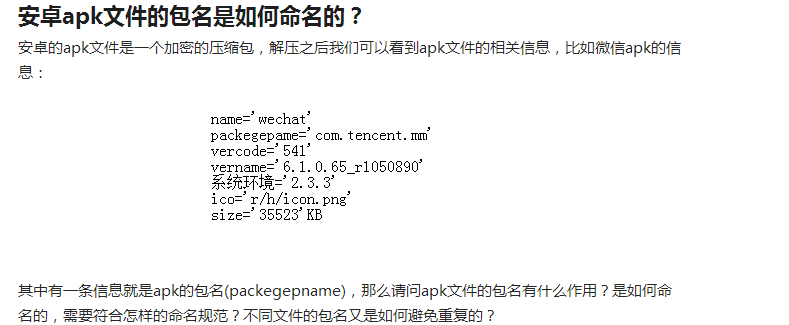 安卓apk文件的包名是如何命名的？
安卓的apk文件是一个加密的压缩包，解压之后我们可以看到apk文件的相关信息，比如微信apk的信
息：
name='wechat'
packegepame='com.tencent.mm'
vercode='541'
vername='6.1.0.65_r1050890'
系统环境='2.3.3'
ico='r/h/icon.png'
size='35523'KB
其中有一条信息就是apk的包名(packegepname)，那么请问apk文件的包名有什么作用？是如何命
名的，需要符合怎样的命名规范？不同文件的包名又是如何避免重复的？